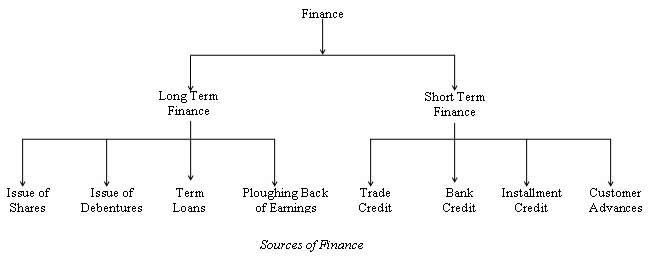 Finance
Long Term
Finance
Short Term
Finance
Issue of
Shares
Issue of
Debentures
Term
Loans
Ploughing Back
of Earnings
Trade
Credit
Bank
Credit
Installment
Credit
Customer
Advances
Sources of Finance